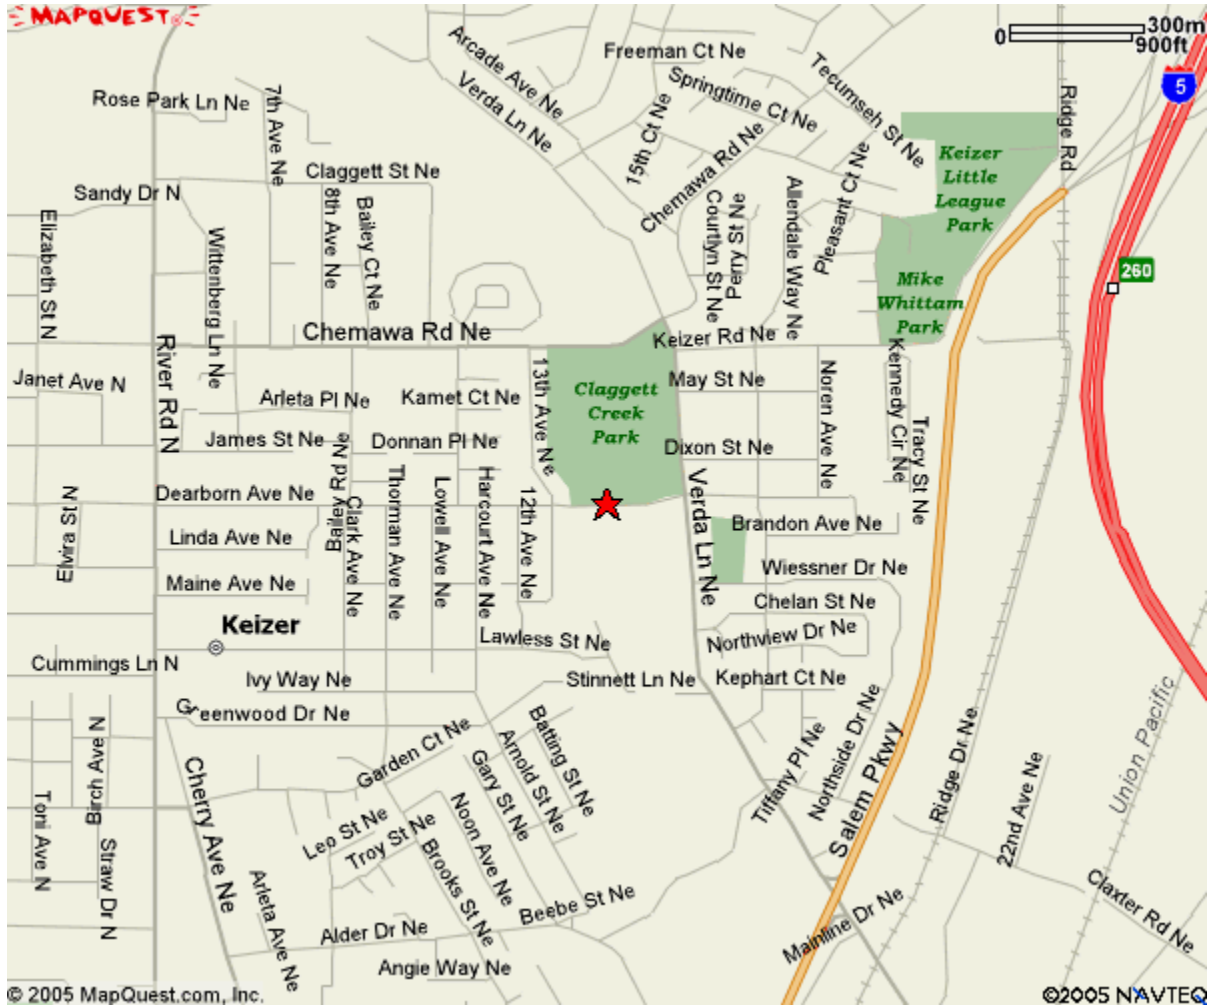 MAPQUEST
0
300m
900ft
5
Freeman Ct Ne
Arcade Ave Ne
Verda Ln Ne
Springtime Ct Ne
Tecumseh St Ne
Rose Park Ln Ne
7th Ave Ne
15th Ct Ne
Chemawa Rd Ne
Ridge Rd
Keizer
Little
League
Park
Claggett St Ne
Sandy Dr N
8th Ave Ne
Bailey Ct Ne
Elizabeth St N
Wittenberg Ln Ne
Courtlyn St Ne
Perry St Ne
Allendale Way Ne
Pleasant Ct Ne
260
Mike
Whittam
Park
Chemawa Rd Ne
Keizer Rd Ne
River Rd N
Janet Ave N
Arleta Pl Ne
Kamet Ct Ne
13th Ave Ne
Claggett
Creek
Park
May St Ne
Noren Ave Ne
Kennedy Cir Ne
Tracy St Ne
James St Ne
Donnan Pl Ne
Dixon St Ne
Dearborn Ave Ne
Bailey Rd Ne
Clark Ave Ne
Thorman Ave Ne
Lowell Ave Ne
Harcourt Ave Ne
12th Ave Ne
Verda Ln Ne
Elvira St N
Linda Ave Ne
Brandon Ave Ne
Maine Ave Ne
Wiessner Dr Ne
Chelan St Ne
Keizer
Lawless St Ne
Northview Dr Ne
Cummings Ln N
Ivy Way Ne
Stinnett Ln Ne
Kephart Ct Ne
Greenwood Dr Ne
Birch Ave N
Garden Ct Ne
Batting St Ne
Arnold St Ne
Gary St Ne
Tiffany Pl Ne
Northside Dr Ne
Salem Pkwy
Ridge Dr Ne
Union Pacific
22nd Ave Ne
Cherry Ave Ne
Toni Ave N
Straw Dr N
Leo St Ne
Troy St Ne
Noon Ave Ne
Brooks St Ne
Arleta Ave Ne
Beebe St Ne
Alder Dr Ne
Angie Way Ne
Mainline Dr Ne
Claxter Rd Ne
© 2005 MapQuest.com, Inc.
©2005 NAVTEQ